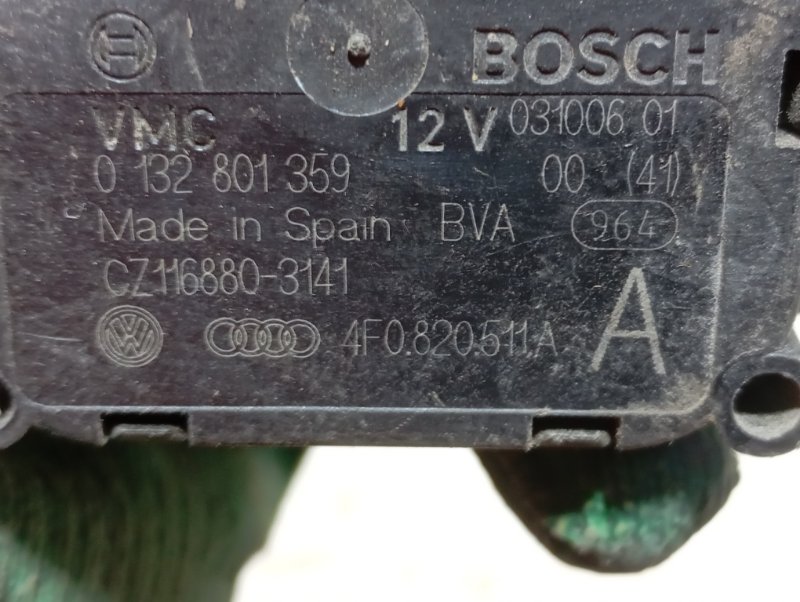 BOSCH
VMC 12 V 031006 01
0 132 801 359 00 (41)
Made in Spain BVA 964
CZ116880-3141
VW 4F0.820.511.A A